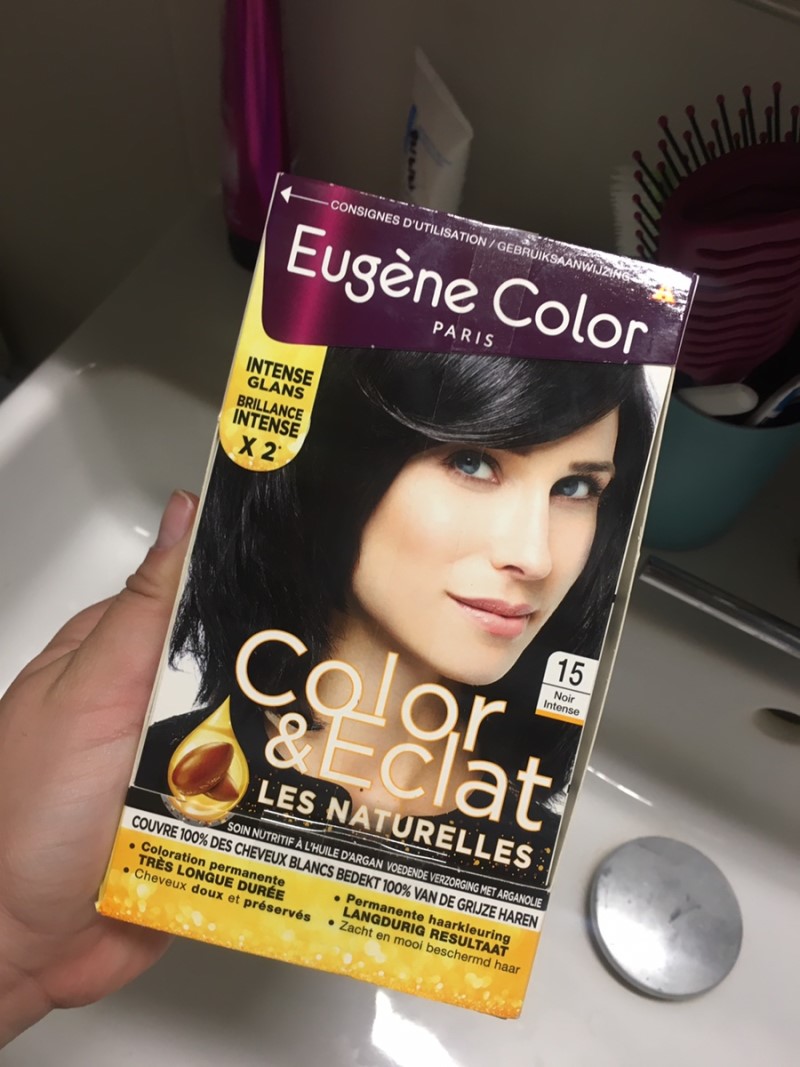 CONSIGNES D'UTILISATION / GEBRUIKSAANWIJZING
Eugène Color
PARIS
INTENSE
GLANS
BRILLANCE
INTENSE
X 2*
15
Noir
Intense
Color
&Eclat
LES NATURELLES
SOIN NUTRITIF À L'HUILE D'ARGAN VOEDENDE VERZORGING MET ARGANOLIE
COUVRE 100% DES CHEVEUX BLANCS BEDEKT 100% VAN DE GRIJZE HAREN
• Coloration permanente
TRÈS LONGUE DURÉE
• Cheveux doux et préservés
• Permanente haarkleuring
LANGDURIG RESULTAAT
• Zacht en mooi beschermd haar